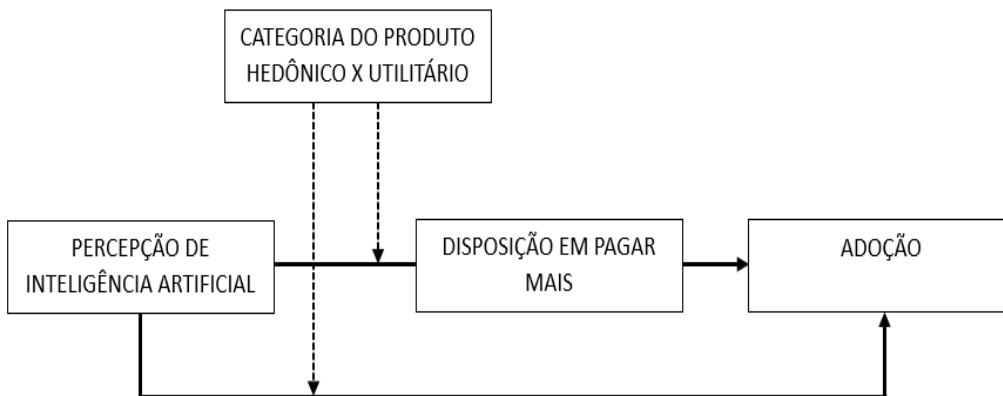 CATEGORIA DO PRODUTO
HEDÔNICO X UTILITÁRIO
PERCEPÇÃO DE
INTELIGÊNCIA ARTIFICIAL
DISPOSIÇÃO EM PAGAR
MAIS
ADOÇÃO